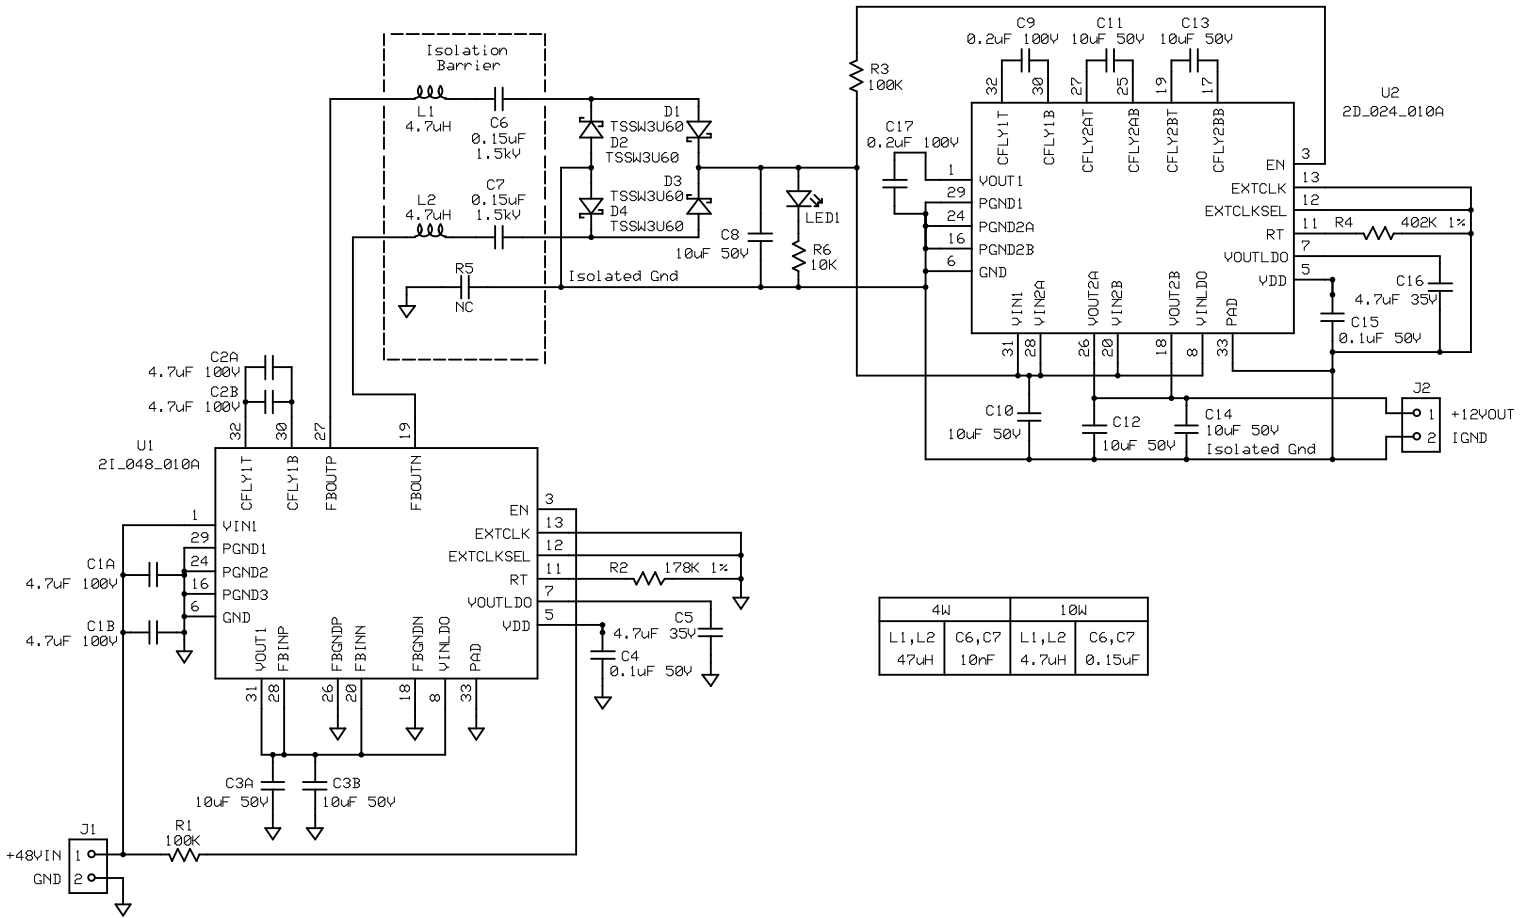 Isolation
Barrier
L1
4.7uH
C6
0.15uF
1.5kV
D1
TSSW3U60
D2
TSSW3U60
C7
0.15uF
1.5kV
L2
4.7uH
D3
TSSW3U60
D4
TSSW3U60
R5
NC
Isolated Gnd
C8
10uF 50V
LED1
R6
10K
R3
100K
C17
0.2uF 100V
C9
0.2uF 100V
C11
10uF 50V
C13
10uF 50V
32
30
27
25
19
17
U2
2D_024_010A
CFLY1T
CFLY1B
CFLY2AT
CFLY2AB
CFLY2BT
CFLY2BB
1
VOUT1
29
PGND1
24
PGND2A
16
PGND2B
6
GND
EN
3
EXTCLK
13
EXTCLKSEL
12
RT
11
R4
402K 1%
VOUTLDO
7
VDD
5
C16
4.7uF 35V
C15
0.1uF 50V
VIN1
VIN2A
VOUT2A
VIN2B
VOUT2B
VINLDO
PAD
31
28
26
20
18
8
33
C10
10uF 50V
C12
10uF 50V
C14
10uF 50V
Isolated Gnd
J2
1
+12VOUT
2
IGND
C2A
4.7uF 100V
C2B
4.7uF 100V
32
30
27
19
U1
2I_048_010A
CFLY1T
CFLY1B
FBOUTP
FBOUTN
1
VIN1
29
PGND1
24
PGND2
16
PGND3
6
GND
C1A
4.7uF 100V
C1B
4.7uF 100V
EN
3
EXTCLK
13
EXTCLKSEL
12
RT
11
R2
178K 1%
VOUTLDO
7
VDD
5
C5
4.7uF 35V
C4
0.1uF 50V
VOUT1
FBINP
FBGNDP
FBINN
FBGNDN
VINLDO
PAD
31
28
26
20
18
8
33
C3A
10uF 50V
C3B
10uF 50V
J1
+48VIN
1
GND
2
R1
100K
4W 10W
L1,L2 C6,C7 L1,L2 C6,C7
47uH 10nF 4.7uH 0.15uF